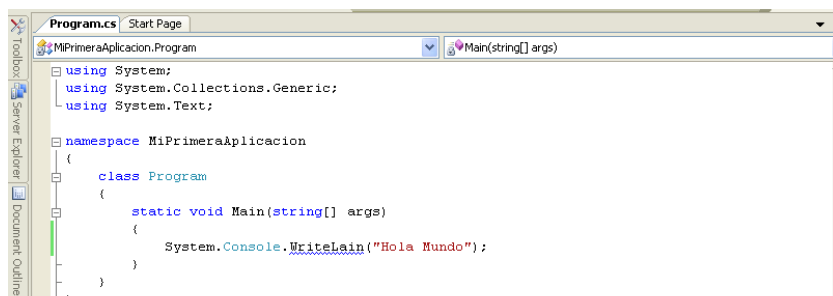 Program.cs Start Page
MiPrimeraAplicacion.Program Main(string[] args)
Toolbox
Server Explorer
Document Outline
using System;
using System.Collections.Generic;
using System.Text;
namespace MiPrimeraAplicacion
{
class Program
{
static void Main(string[] args)
{
System.Console.WriteLain("Hola Mundo");
}
}